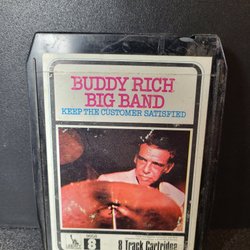 BUDDY RICH
BIG BAND
KEEP THE CUSTOMER SATISFIED
8
8 Track Cartridge